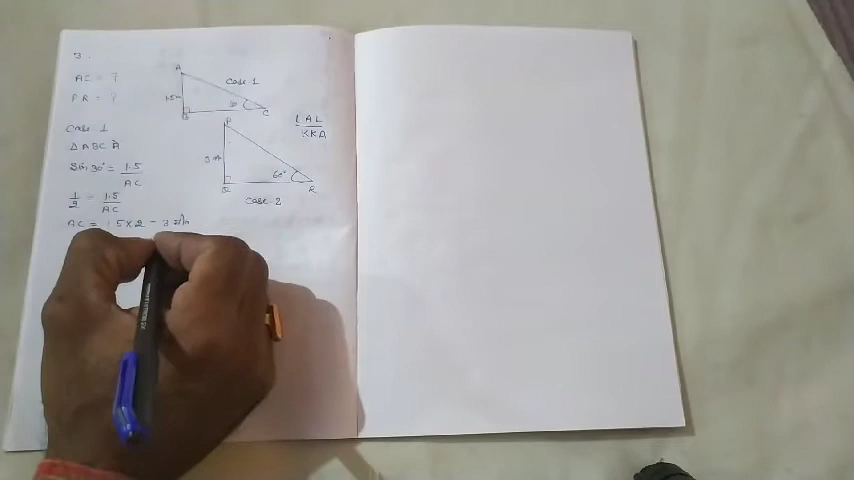 3.
AC = ?
PR = ?
A
Case-1
1.5m
B
C
P
LAL
KKA
Case 1
Δ ABC
Sin 30° = 1.5
AC
3 m
60°
Q
R
Case-2
1 = 1.5
2 AC
AC = 1.5 x 2 = 3